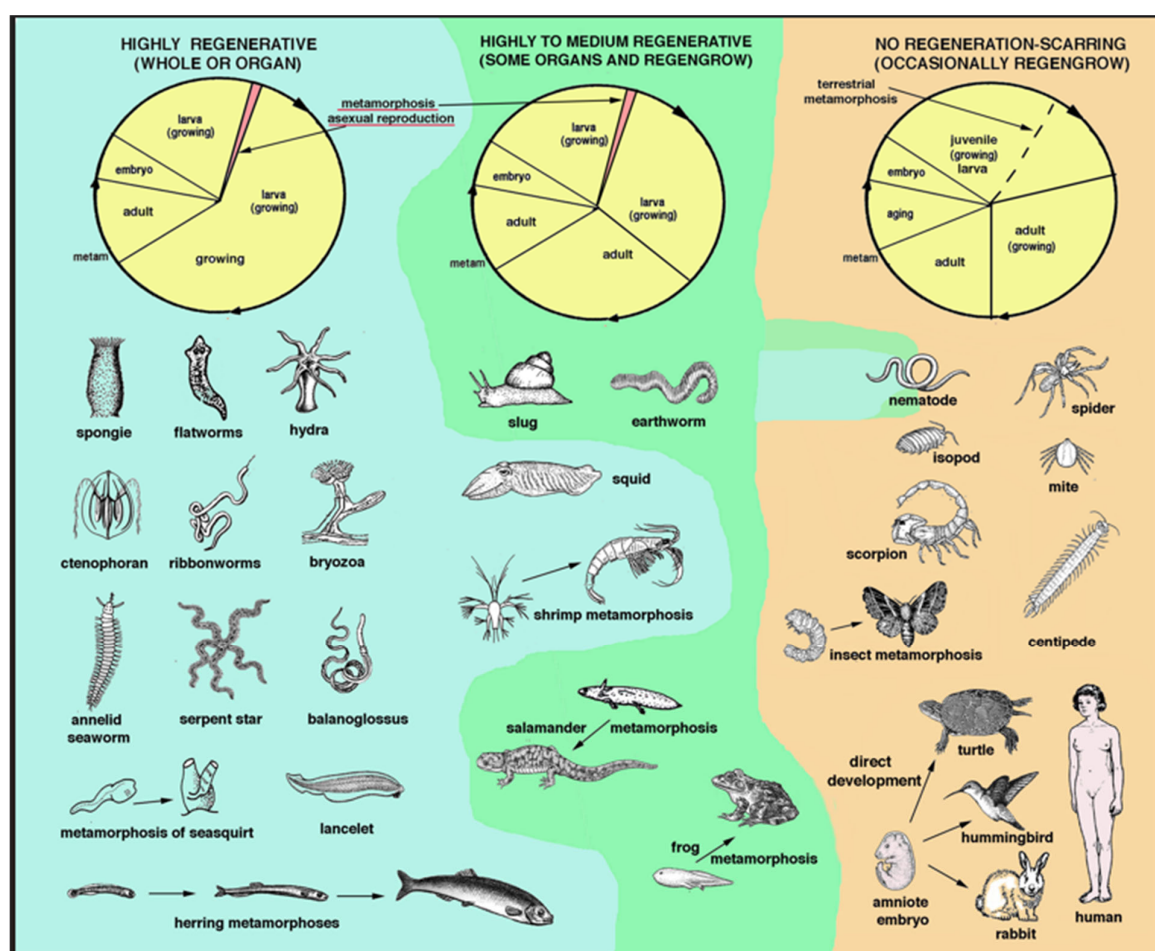 HIGHLY REGENERATIVE
(WHOLE OR ORGAN)
HIGHLY TO MEDIUM REGENERATIVE
(SOME ORGANS AND REGENGROW)
NO REGENERATION-SCARRING
(OCCASIONALLY REGENGROW)
larva
(growing)
embryo
adult
metam
larva
(growing)
growing
metamorphosis
asexual reproduction
larva
(growing)
embryo
adult
metam
larva
(growing)
adult
terrestrial
metamorphosis
juvenile
(growing)
larva
embryo
aging
metam
adult
adult
(growing)
spongie
flatworms
hydra
slug
earthworm
nematode
spider
ctenophoran
ribbonworms
bryozoa
squid
isopod
mite
scorpion
shrimp metamorphosis
insect metamorphosis
centipede
annelid
seaworm
serpent star
balanoglossus
salamander
metamorphosis
turtle
direct
development
metamorphosis of seasquirt
lancelet
frog
metamorphosis
hummingbird
herring metamorphoses
amniote
embryo
rabbit
human